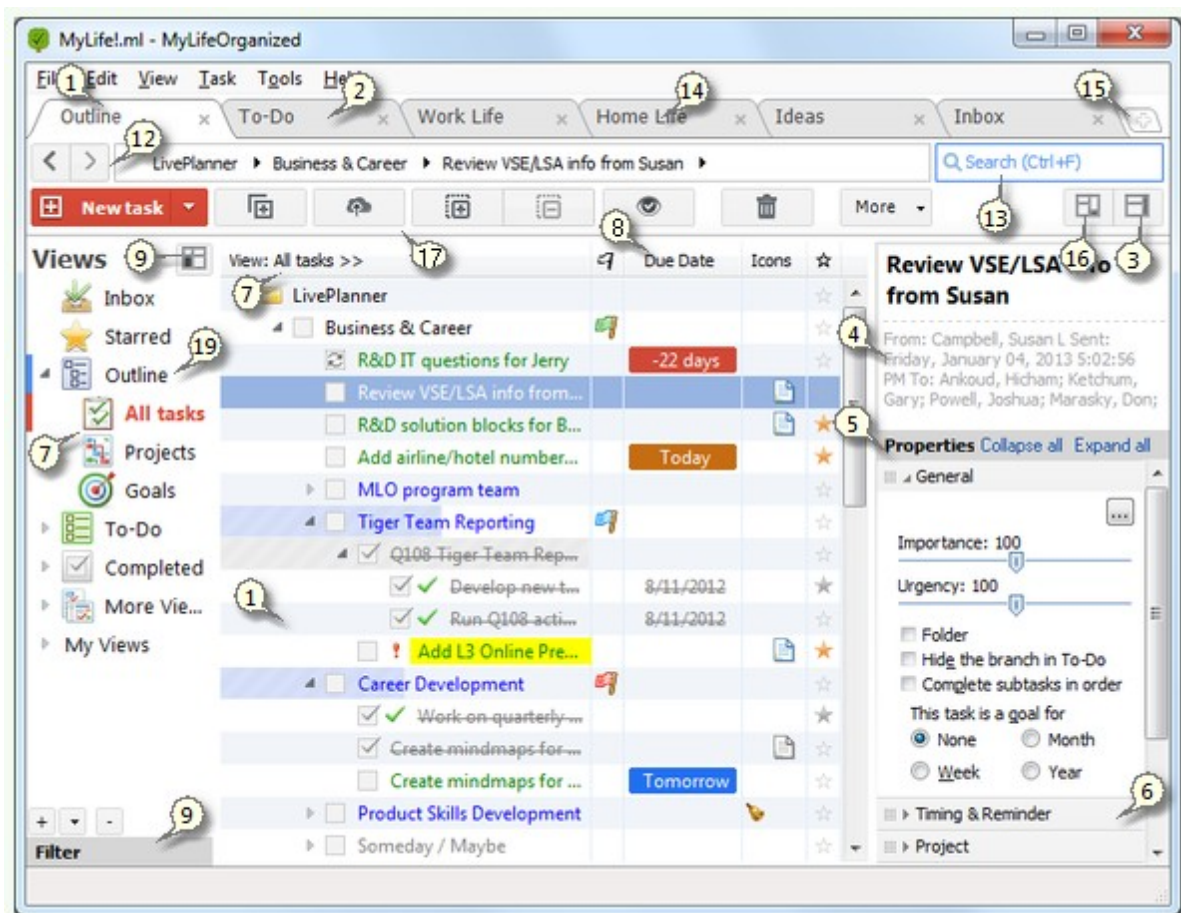 MyLife!.ml - MyLifeOrganized
File Edit View Task Tools Help
1 2 14 15
Outline To-Do Work Life Home Life Ideas Inbox
12 LivePlanner Business & Career Review VSE/LSA info from Susan Search (Ctrl+F)
New task More 13
17 8 16 3
Views 9 View: All tasks >> Due Date Icons
7
Inbox
Starred
Outline 19
All tasks
7
Projects
Goals
To-Do
Completed
More Vie...
My Views
+ -
9
Filter
LivePlanner
Business & Career
R&D IT questions for Jerry -22 days
Review VSE/LSA info from...
R&D solution blocks for B...
Add airline/hotel number... Today
MLO program team
Tiger Team Reporting
Q108 Tiger Team Rep...
Develop new t... 8/11/2012
1
Run Q108 acti... 8/11/2012
Add L3 Online Pre...
Career Development
Work on quarterly ...
Create mindmaps for ...
Create mindmaps for ... Tomorrow
Product Skills Development
Someday / Maybe
Review VSE/LSA info
from Susan
4
From: Campbell, Susan L Sent:
Friday, January 04, 2013 5:02:56
PM To: Ankoud, Hicham; Ketchum,
Gary; Powell, Joshua; Marasky, Don;
5
Properties Collapse all Expand all
General
...
Importance: 100
Urgency: 100
Folder
Hide the branch in To-Do
Complete subtasks in order
This task is a goal for
None Month
Week Year
6
Timing & Reminder
Project